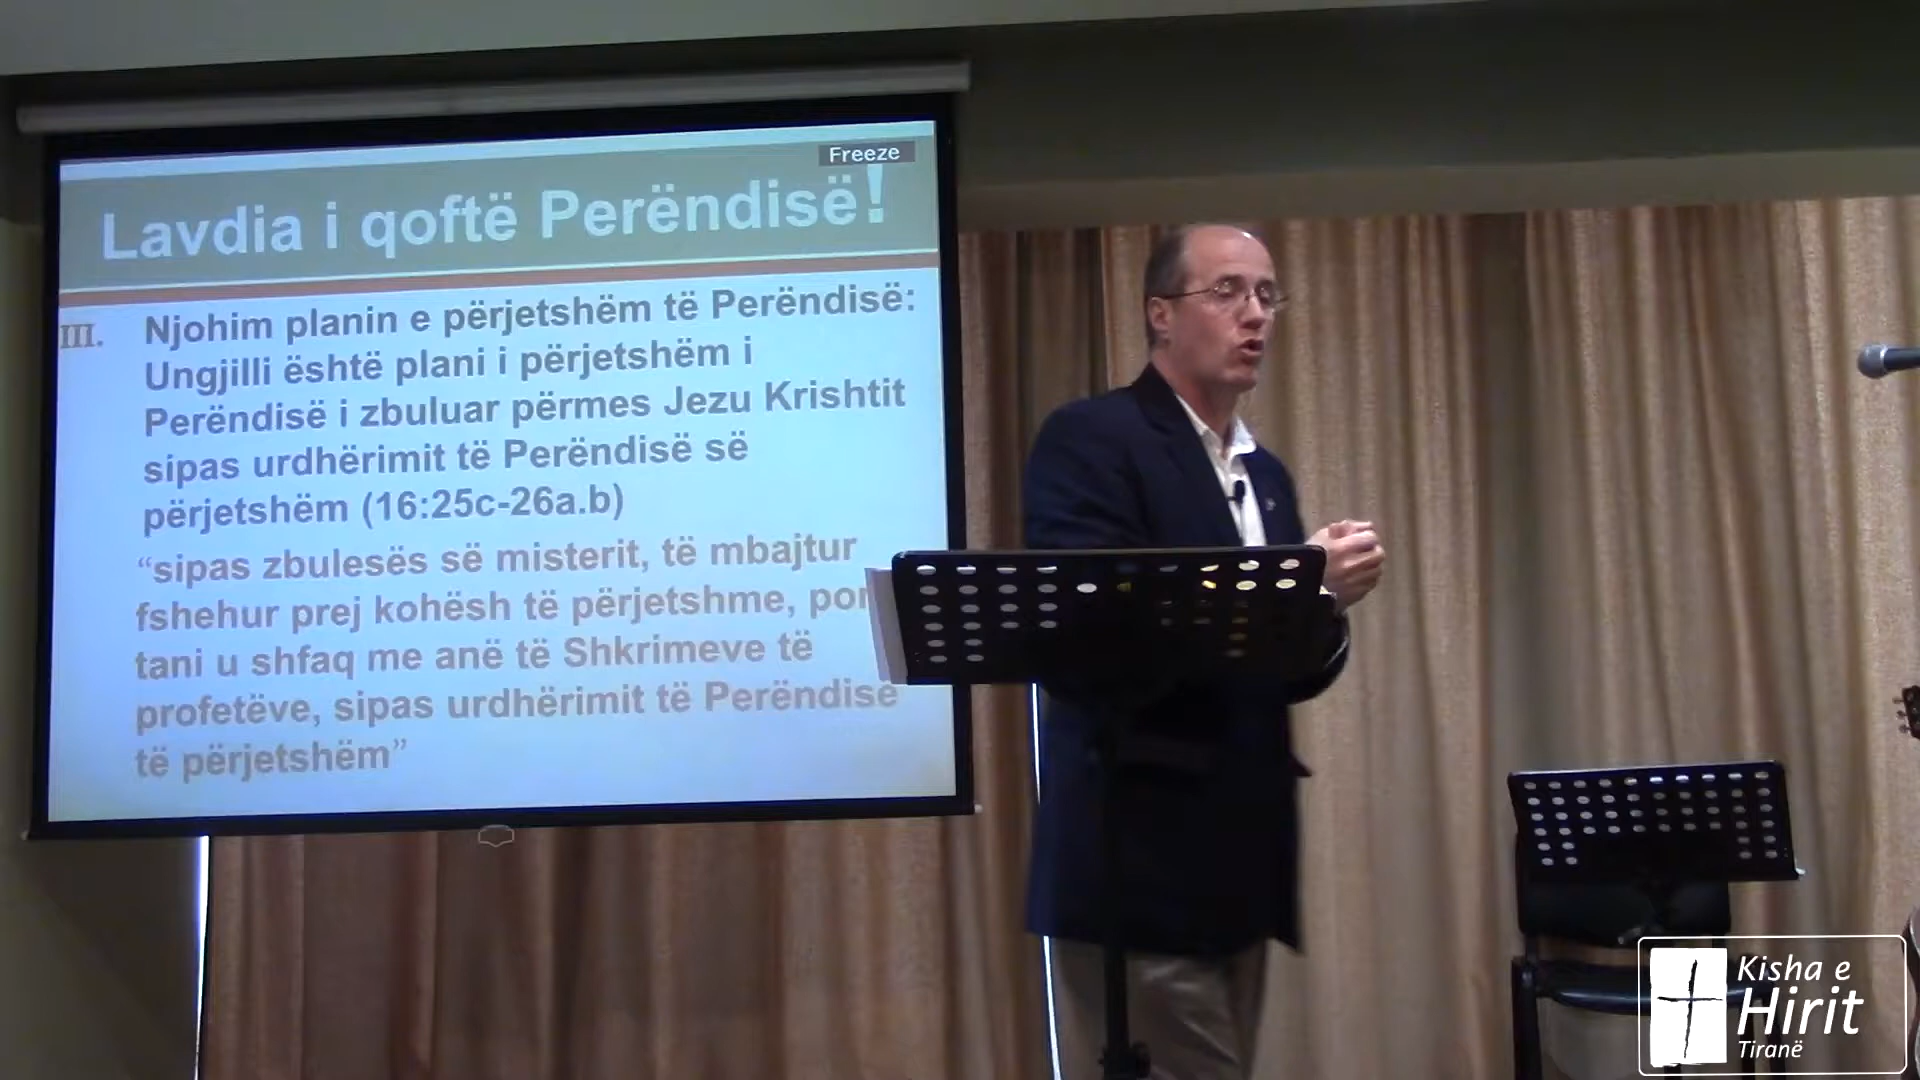 Freeze
Lavdia i qoftë Perëndisë!
III. Njohim planin e përjetshëm të Perëndisë:
Ungjilli është plani i përjetshëm i
Perëndisë i zbuluar përmes Jezu Krishtit
sipas urdhërimit të Perëndisë së
përjetshëm (16:25c-26a.b)
“sipas zbulesës së misterit, të mbajtur
fshehur prej kohësh të përjetshme, por
tani u shfaq me anë të Shkrimeve të
profetëve, sipas urdhërimit të Perëndisë
të përjetshëm”
Kisha e
Hirit
Tiranë